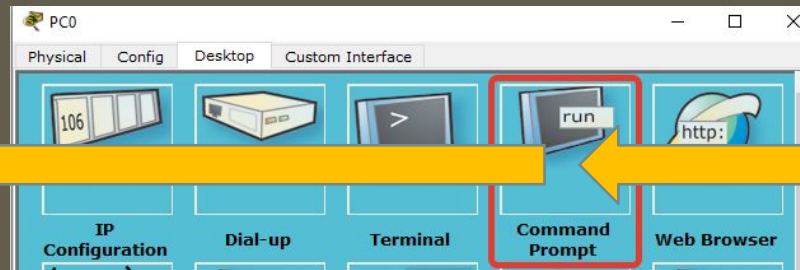 PC0
Physical Config Desktop Custom Interface
106
>
run
http:
IP Configuration
Dial-up
Terminal
Command Prompt
Web Browser